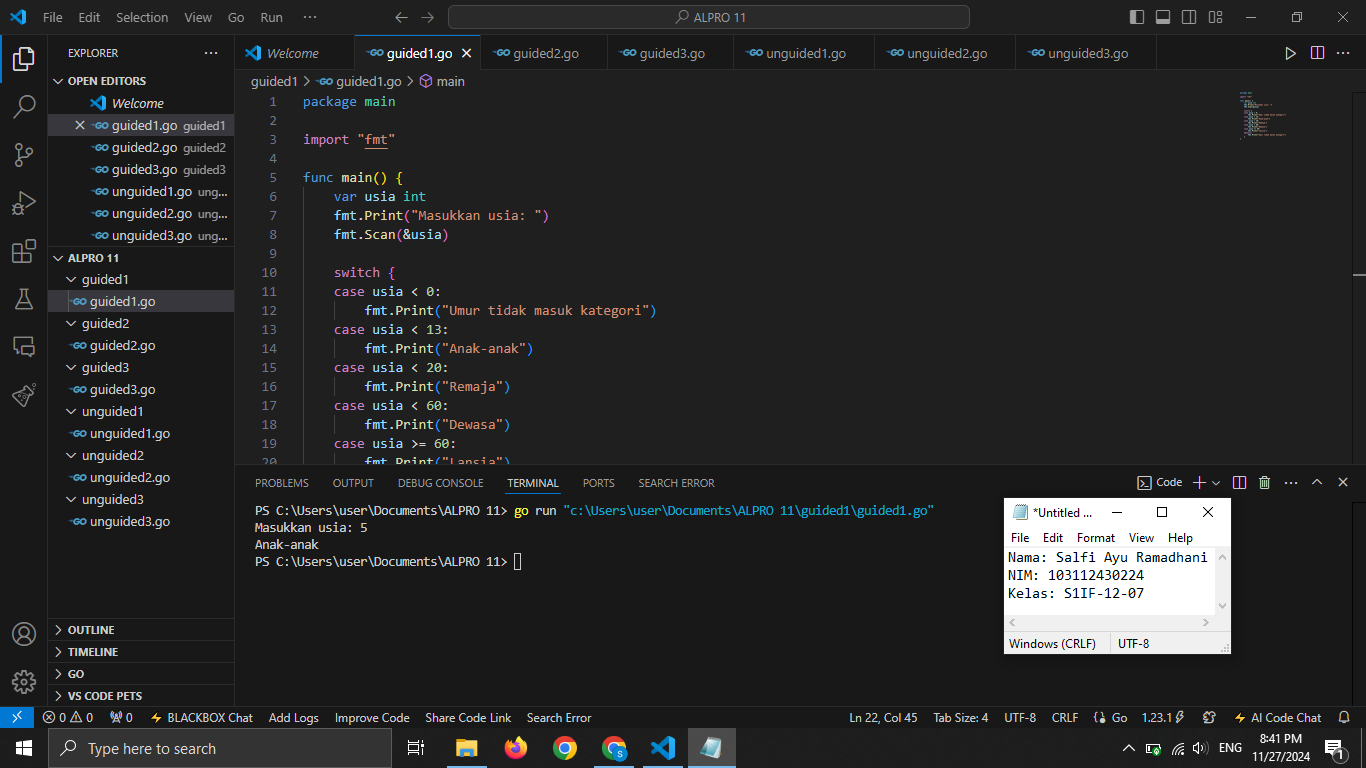 File Edit Selection View Go Run ··· ALPRO 11
EXPLORER ···
OPEN EDITORS
Welcome
guided1.go guided1
guided2.go guided2
guided3.go guided3
unguided1.go ung...
unguided2.go ung...
unguided3.go ung...
ALPRO 11
guided1
guided1.go
guided2
guided2.go
guided3
guided3.go
unguided1
unguided1.go
unguided2
unguided2.go
unguided3
unguided3.go
OUTLINE
TIMELINE
GO
VS CODE PETS
Welcome guided1.go guided2.go guided3.go unguided1.go unguided2.go unguided3.go
guided1 > guided1.go > main
1 package main
2
3 import "fmt"
4
5 func main() {
6 var usia int
7 fmt.Print("Masukkan usia: ")
8 fmt.Scan(&usia)
9
10 switch {
11 case usia < 0:
12 fmt.Print("Umur tidak masuk kategori")
13 case usia < 13:
14 fmt.Print("Anak-anak")
15 case usia < 20:
16 fmt.Print("Remaja")
17 case usia < 60:
18 fmt.Print("Dewasa")
19 case usia >= 60:
20 fmt.Print("Lansia")
PROBLEMS OUTPUT DEBUG CONSOLE TERMINAL PORTS SEARCH ERROR Code
PS C:\Users\user\Documents\ALPRO 11> go run "c:\Users\user\Documents\ALPRO 11\guided1\guided1.go"
Masukkan usia: 5
Anak-anak
PS C:\Users\user\Documents\ALPRO 11>
*Untitled ...
File Edit Format View Help
Nama: Salfi Ayu Ramadhani
NIM: 103112430224
Kelas: S1IF-12-07
Windows (CRLF) UTF-8
0 0 0 BLACKBOX Chat Add Logs Improve Code Share Code Link Search Error Ln 22, Col 45 Tab Size: 4 UTF-8 CRLF Go 1.23.1 AI Code Chat
Type here to search ENG 8:41 PM
11/27/2024 1